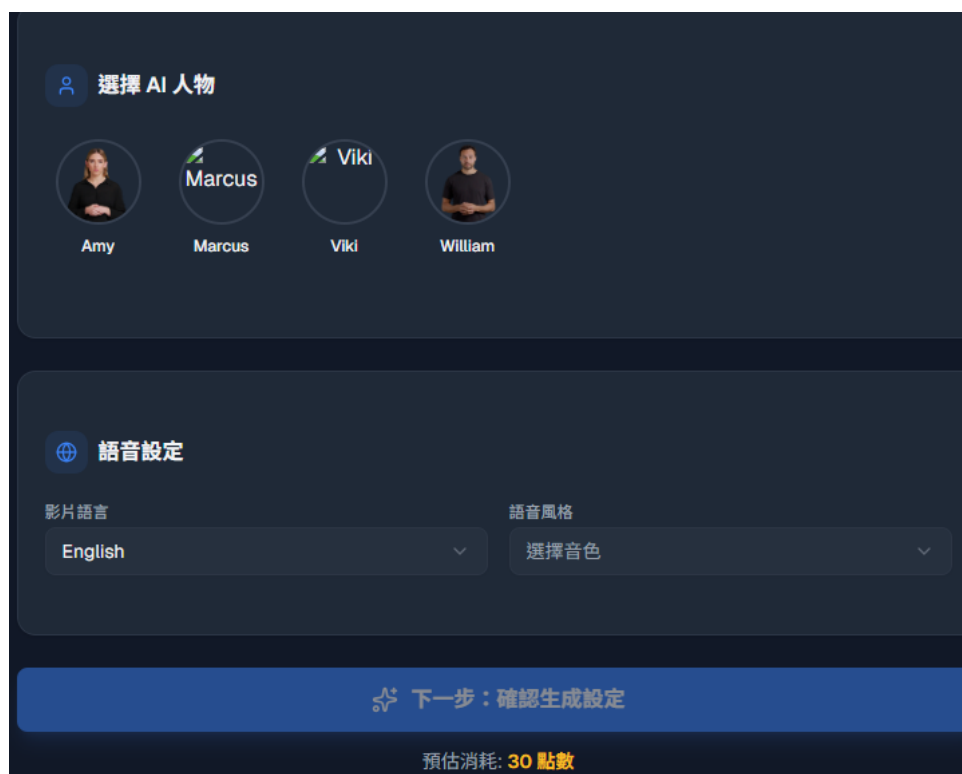 選擇 AI 人物
Marcus
Viki
Amy
Marcus
Viki
William
語音設定
影片語言
語音風格
English
選擇音色
下一步：確認生成設定
預估消耗: 30 點數